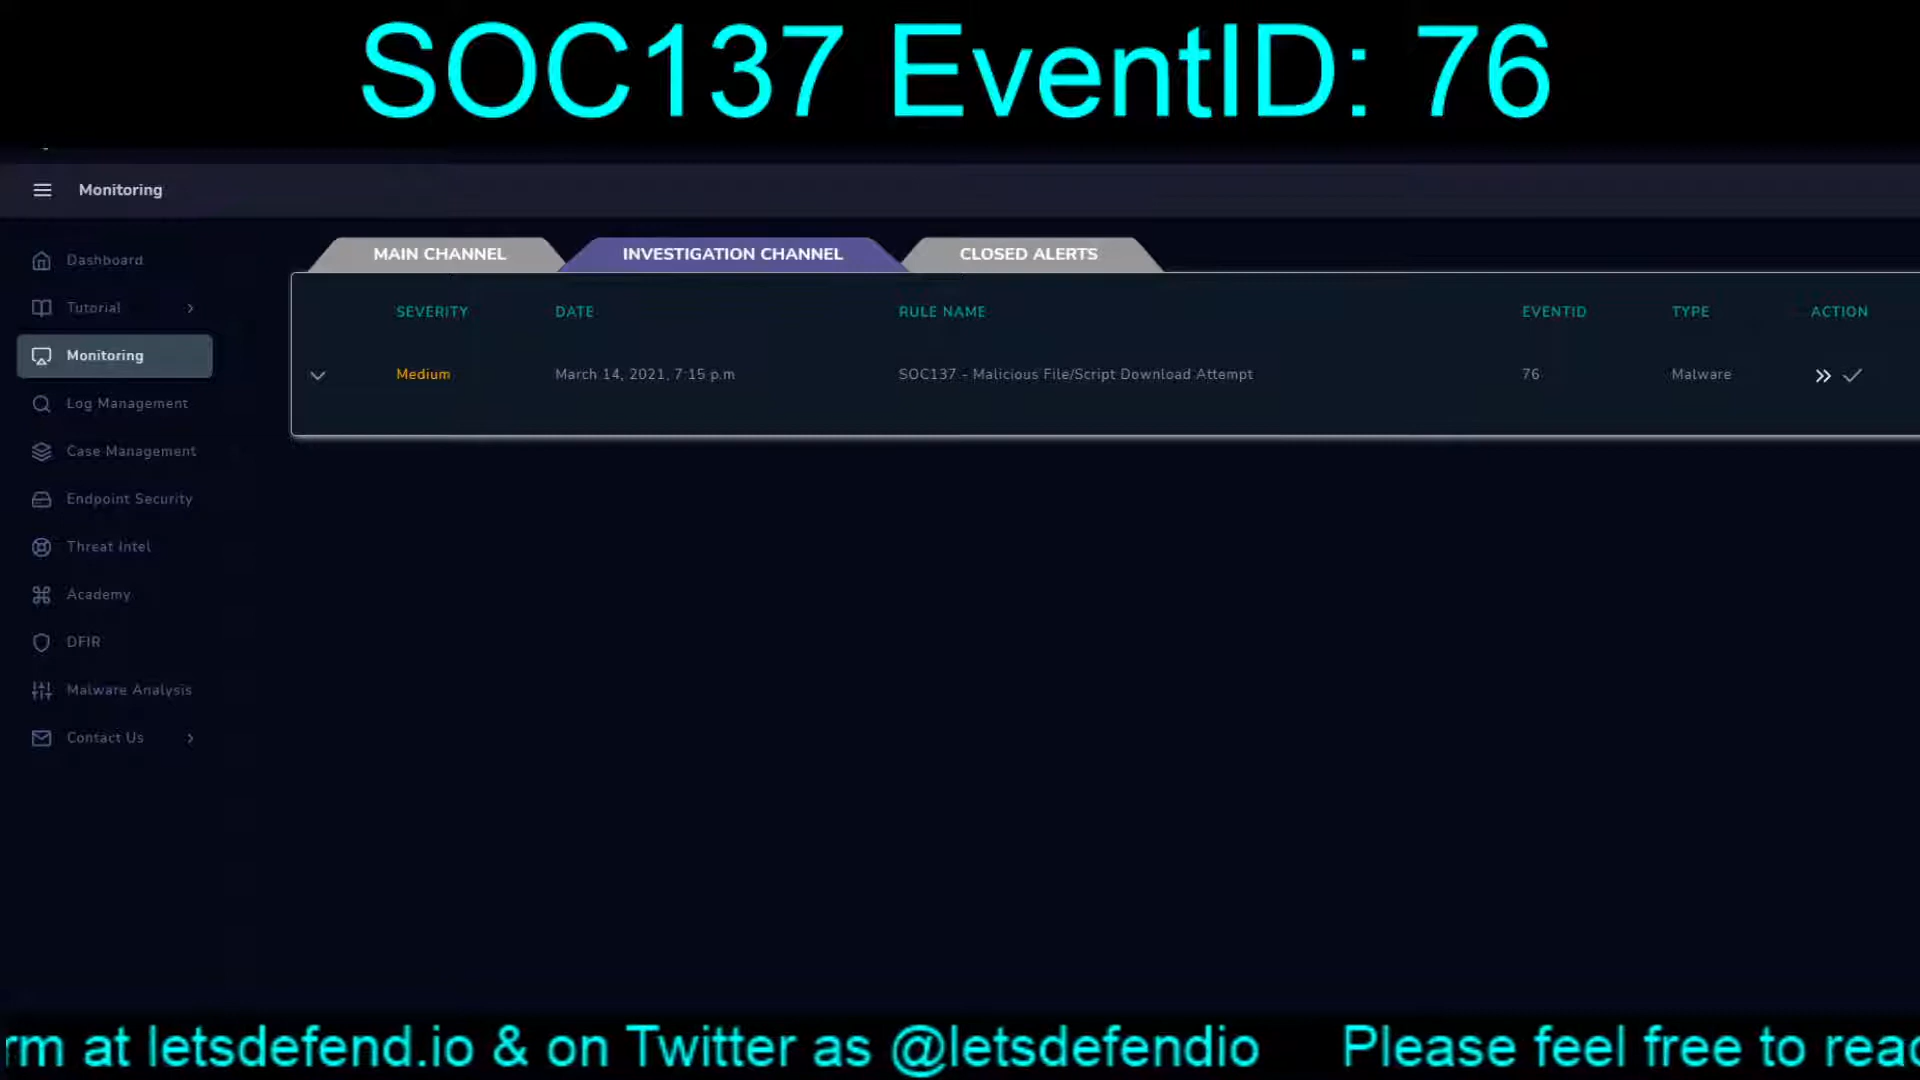 SOC137 EventID: 76
Monitoring
Dashboard
Tutorial
Monitoring
Log Management
Case Management
Endpoint Security
Threat Intel
Academy
DFIR
Malware Analysis
Contact Us
MAIN CHANNEL INVESTIGATION CHANNEL CLOSED ALERTS
SEVERITY DATE RULE NAME EVENTID TYPE ACTION
Medium March 14, 2021, 7:15 p.m SOC137 - Malicious File/Script Download Attempt 76 Malware
rm at letsdefend.io & on Twitter as @letsdefendio Please feel free to reac